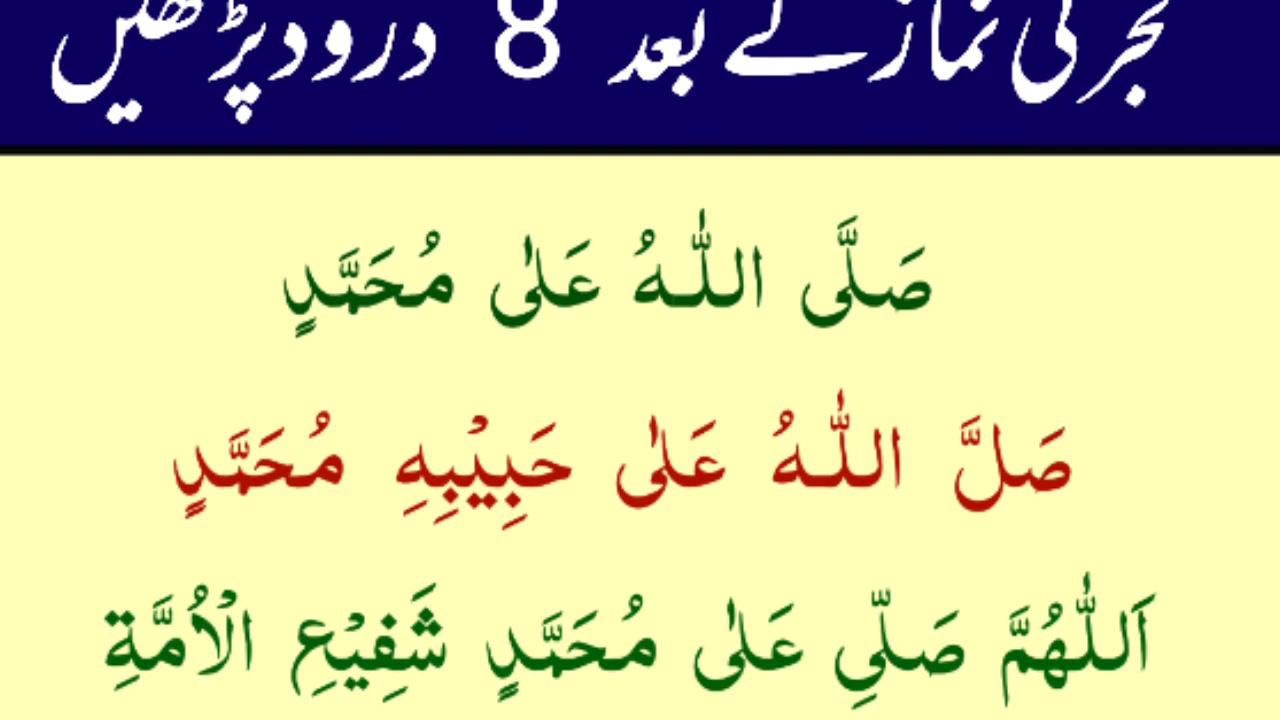 فجر کی نماز کے بعد 8 درود پڑھیں
صَلَّى اللّٰهُ عَلٰى مُحَمَّدٍ
صَلَّ اللّٰهُ عَلٰى حَبِيْبِهِ مُحَمَّدٍ
اَللّٰهُمَّ صَلِّى عَلٰى مُحَمَّدٍ شَفِيْعِ الْاُمَّةِ